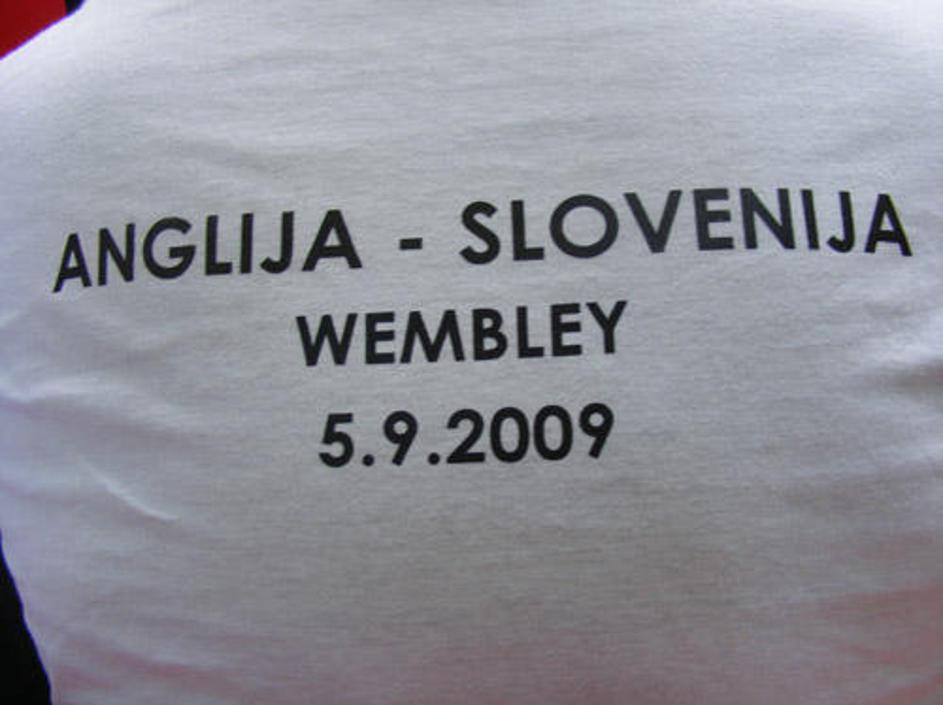 ANGLIJA - SLOVENIJA
WEMBLEY
5.9.2009